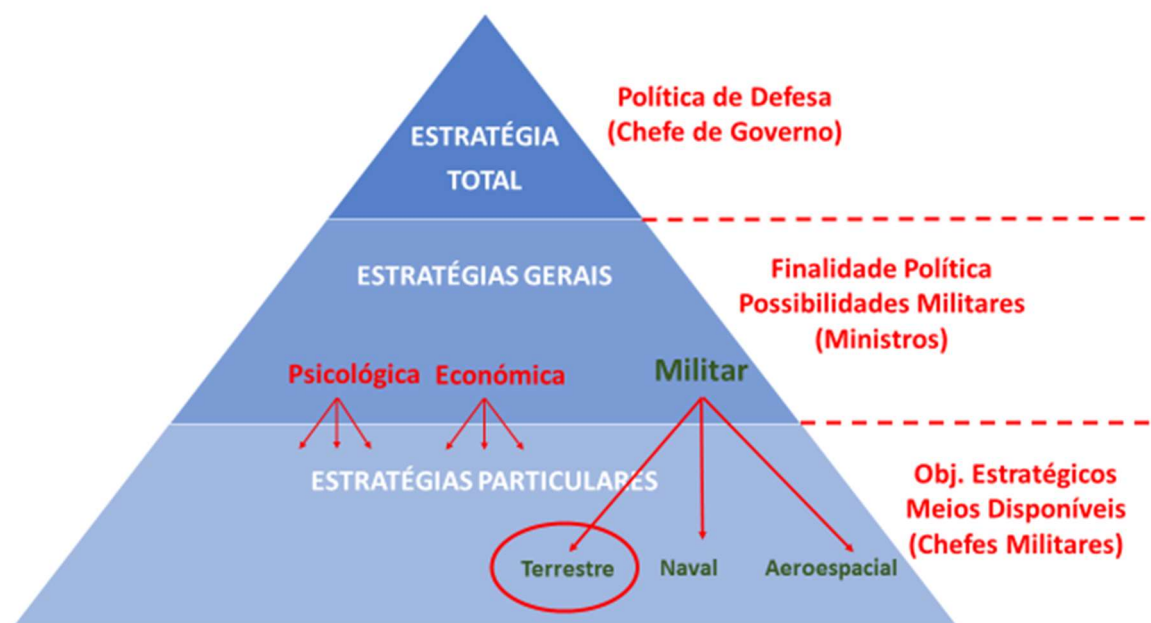 ESTRATÉGIA
TOTAL
Política de Defesa
(Chefe de Governo)
ESTRATÉGIAS GERAIS
Finalidade Política
Possibilidades Militares
(Ministros)
Psicológica
Económica
Militar
ESTRATÉGIAS PARTICULARES
Obj. Estratégicos
Meios Disponíveis
(Chefes Militares)
Terrestre
Naval
Aeroespacial